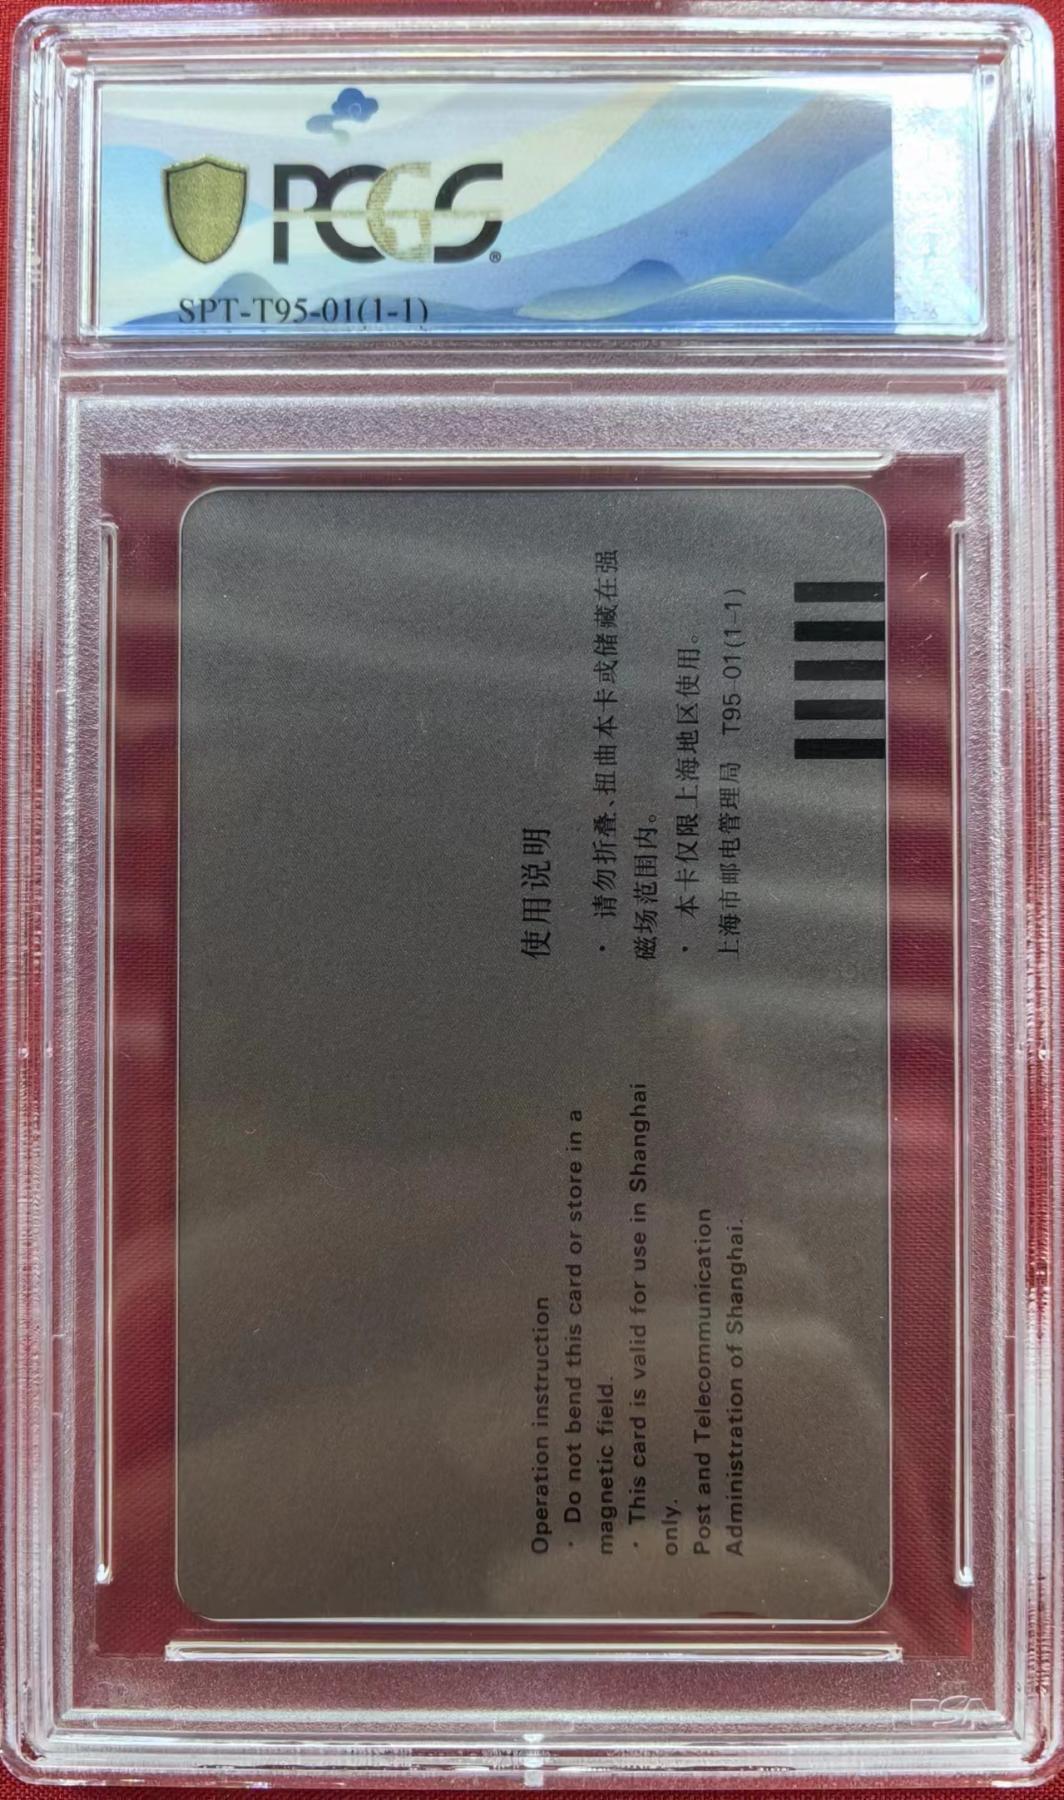 PCGS®
SPT-T95-01(1-1)
使用说明
· 请勿折叠、扭曲本卡或储藏在强
磁场范围内。
· 本卡仅限上海地区使用。
上海市邮电管理局 T95-01(1-1)
Operation instruction
· Do not bend this card or store in a
magnetic field.
· This card is valid for use in Shanghai
only.
Post and Telecommunication
Administration of Shanghai.
PSA